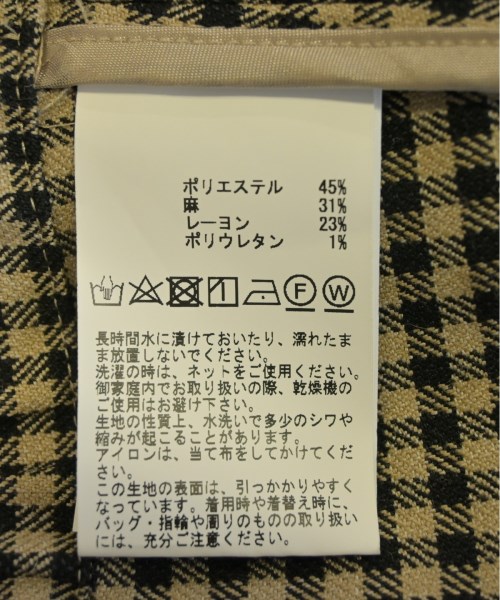 ポリエステル 45%
麻 31%
レーヨン 23%
ポリウレタン 1%
F W
長時間水に漬けておいたり、濡れたま
ま放置しないでください。
洗濯の時は、ネットをご使用ください。
御家庭内でお取り扱いの際、乾燥機の
ご使用はお避け下さい。
生地の性質上、水洗いで多少のシワや
縮みが起こることがあります。
アイロンは、当て布をしてかけてくだ
さい。
この生地の表面は、引っかかりやすく
なっています。着用時や着替え時に、
バッグ・指輪や周りのものの取り扱い
には、充分ご注意ください。